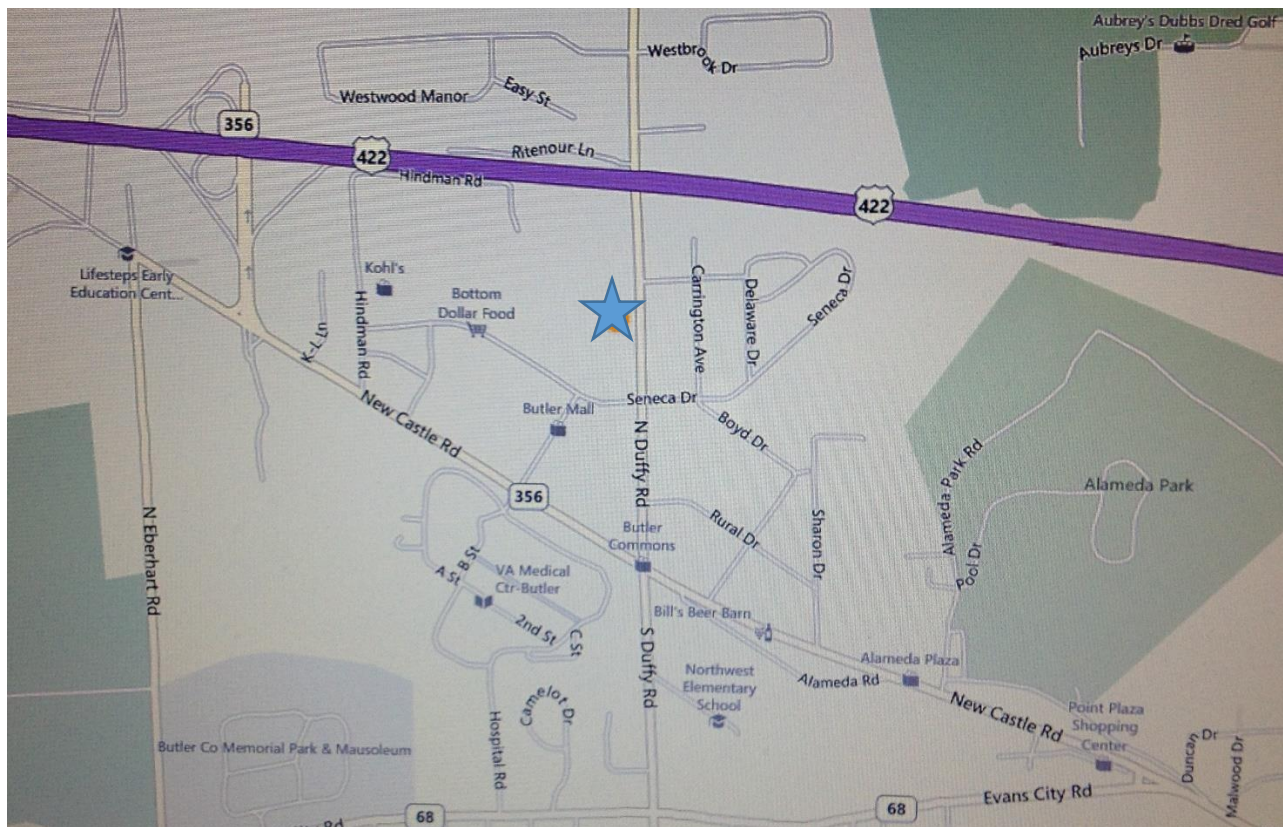 Aubrey's Dubbs Dred Golf
Aubreys Dr
Westbrook Dr
Easy St
Westwood Manor
356
422
Ritenour Ln
Hindman Rd
422
Lifesteps Early
Education Cent...
Kohl's
Bottom
Dollar Food
K-L Ln
Hindman Rd
Carrington Ave
Delaware Dr
Seneca Dr
Seneca Dr
Butler Mall
New Castle Rd
N Duffy Rd
Boyd Dr
Alameda Park Rd
Alameda Park
356
N Eberhart Rd
Butler
Commons
Rural Dr
Sharon Dr
Pool Dr
B St
A St
VA Medical
Ctr-Butler
2nd St
C St
Bill's Beer Barn
S Duffy Rd
Northwest
Elementary
School
Alameda Rd
Alameda Plaza
New Castle Rd
Point Plaza
Shopping
Center
Camelot Dr
Hospital Rd
Butler Co Memorial Park & Mausoleum
Duncan Dr
Malwood Dr
Evans City Rd
68
68
Rd